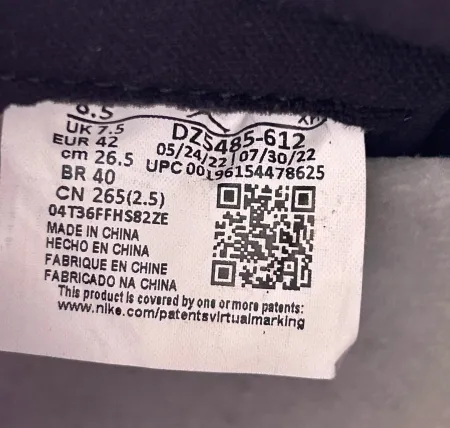 8.5
UK 7.5
EUR 42
cm 26.5
BR 40
CN 265(2.5)
04T36FFHS82ZE
DZ5485-612
05/24/22 07/30/22
UPC 00196154478625
MADE IN CHINA
HECHO EN CHINA
FABRIQUE EN CHINE
FABRICADO NA CHINA
This product is covered by one or more patents:
www.nike.com/patentsvirtualmarking